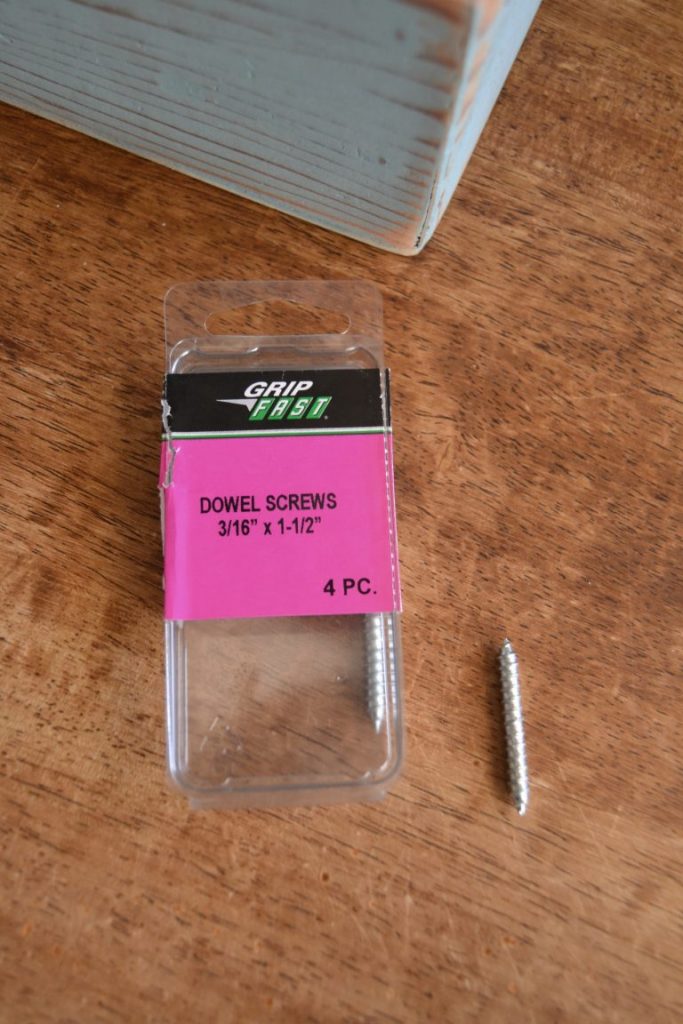 GRIP
FAST
DOWEL SCREWS
3/16" x 1-1/2"
4 PC.